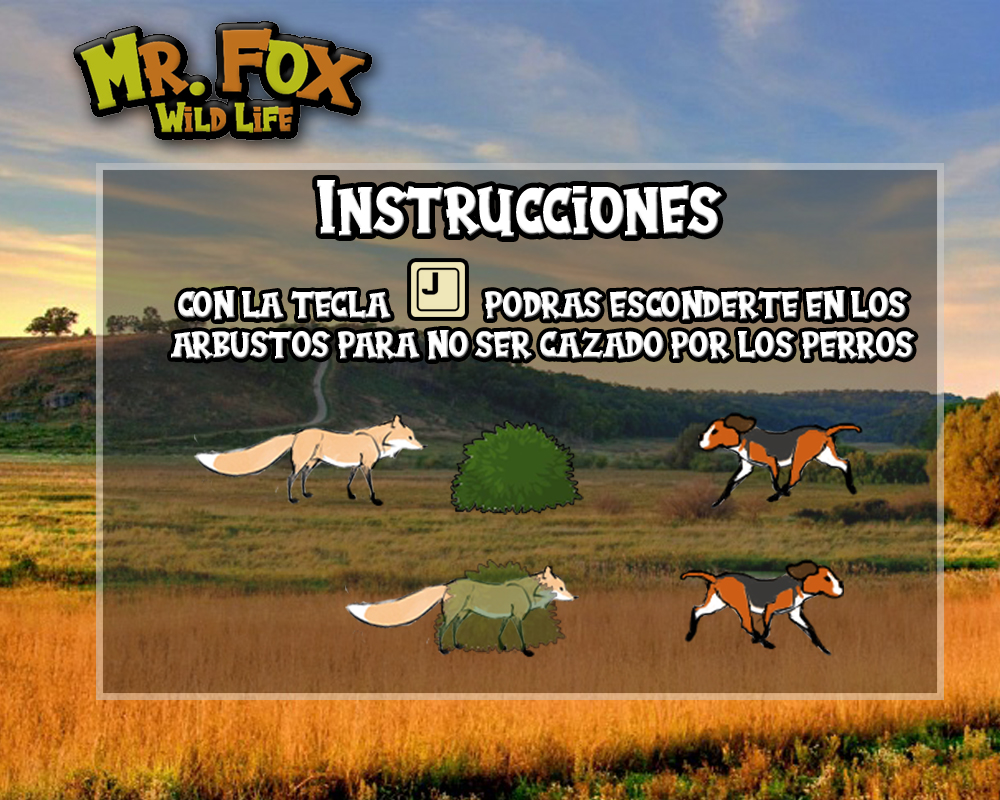 Mr. Fox
Wild Life
Instrucciones
CON LA TECLA J PODRAS ESCONDERTE EN LOS
ARBUSTOS PARA NO SER CAZADO POR LOS PERROS